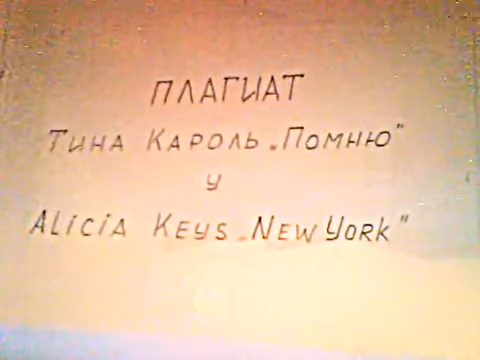 ПЛАГИАТ
ТИНА КАРОЛЬ „ПОМНЮ"
У
ALiCiA KEYS „NEW YORK"